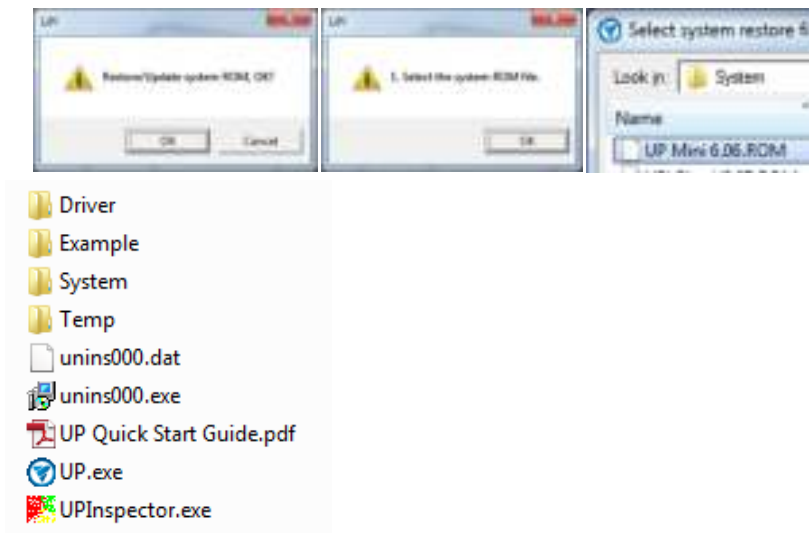 UP!
UP!
Select system restore fi
Restore/Update system ROM, OK?
1. Select the system ROM file.
Look in:
System
OK
Cancel
OK
Name
UP Mini 6.06.ROM
Driver
Example
System
Temp
unins000.dat
unins000.exe
UP Quick Start Guide.pdf
UP.exe
UPInspector.exe